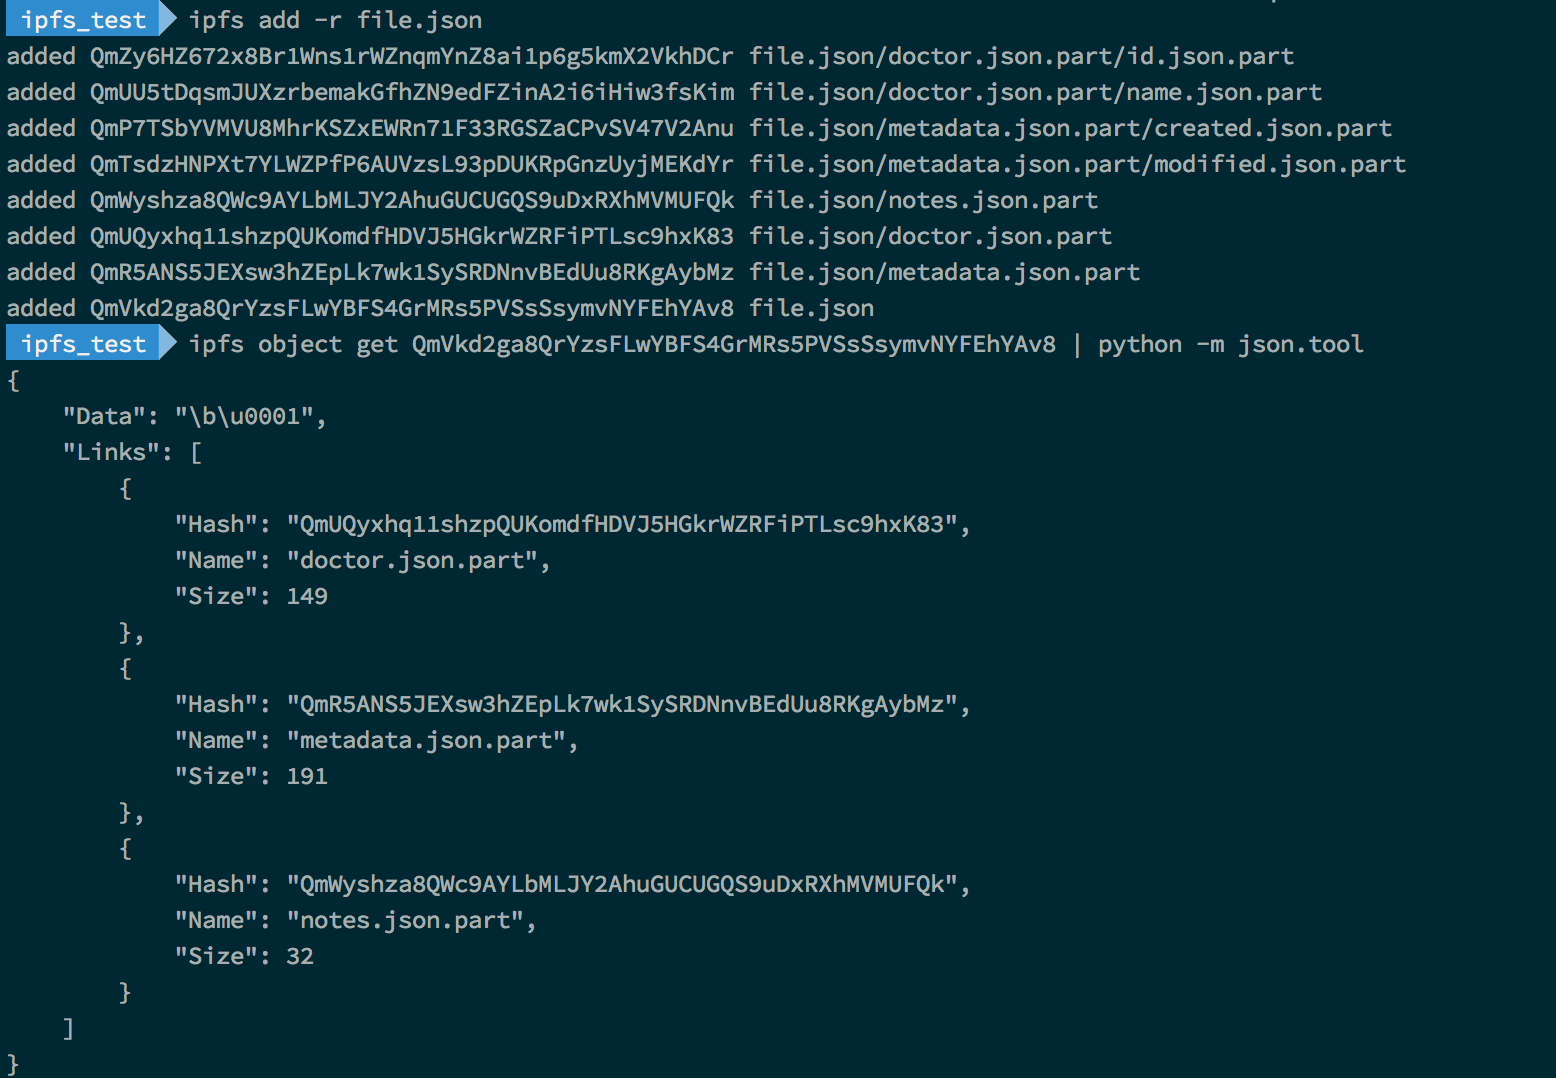 ipfs_test ipfs add -r file.json
added QmZy6HZ672x8Br1Wns1rWZnqmYnZ8ai1p6g5kmX2VkhDCr file.json/doctor.json.part/id.json.part
added QmUU5tDqsmJUXzrbemakGfhZN9edFZinA2i6iHiw3fsKim file.json/doctor.json.part/name.json.part
added QmP7TSbYVMVU8MhrKSZxEWRn71F33RGSZaCPvSV47V2Anu file.json/metadata.json.part/created.json.part
added QmTsdzHNPXt7YLWZPfP6AUVzsL93pDUKRpGnzUyjMEKdYr file.json/metadata.json.part/modified.json.part
added QmWyshza8QWc9AYLbMLJY2AhuGUCUGQS9uDxRXhMVMUFQk file.json/notes.json.part
added QmUQyxhq11shzpQUKomdfHDVJ5HGkrWZRFiPTLsc9hxK83 file.json/doctor.json.part
added QmR5ANS5JEXsw3hZEpLk7wk1SySRDNnvBEdUu8RKgAybMz file.json/metadata.json.part
added QmVkd2ga8QrYzsFLwYBFS4GrMRs5PVSsSsymvNYFEhYAv8 file.json
ipfs_test ipfs object get QmVkd2ga8QrYzsFLwYBFS4GrMRs5PVSsSsymvNYFEhYAv8 | python -m json.tool
{
    "Data": "\b\u0001",
    "Links": [
        {
            "Hash": "QmUQyxhq11shzpQUKomdfHDVJ5HGkrWZRFiPTLsc9hxK83",
            "Name": "doctor.json.part",
            "Size": 149
        },
        {
            "Hash": "QmR5ANS5JEXsw3hZEpLk7wk1SySRDNnvBEdUu8RKgAybMz",
            "Name": "metadata.json.part",
            "Size": 191
        },
        {
            "Hash": "QmWyshza8QWc9AYLbMLJY2AhuGUCUGQS9uDxRXhMVMUFQk",
            "Name": "notes.json.part",
            "Size": 32
        }
    ]
}